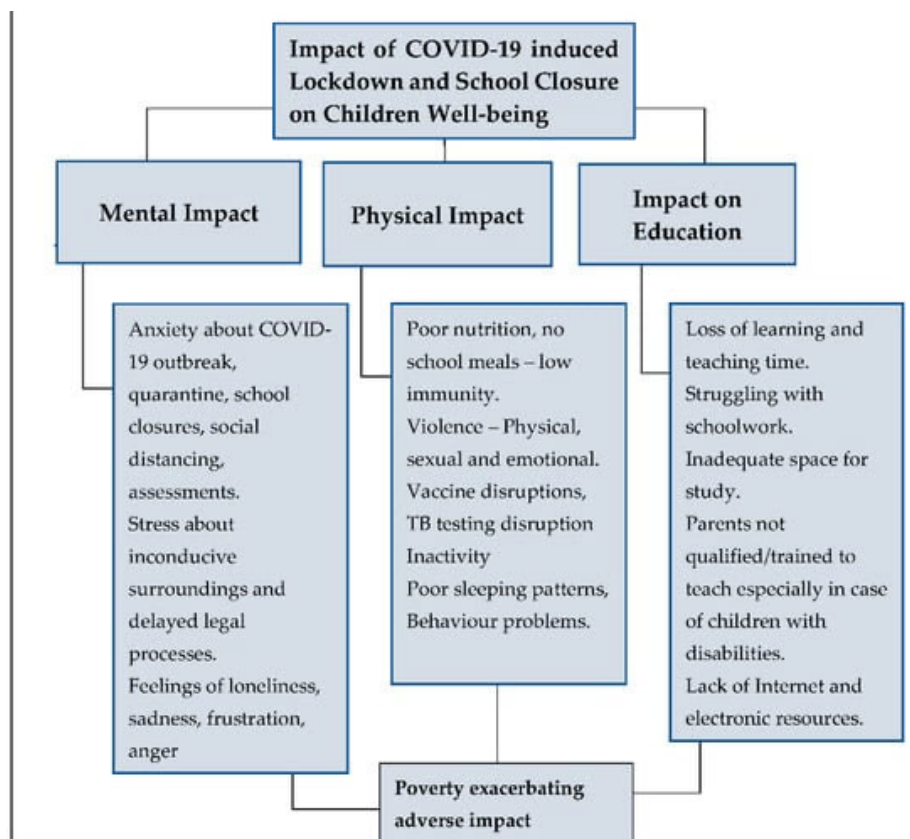 Impact of COVID-19 induced
Lockdown and School Closure
on Children Well-being
Mental Impact
Physical Impact
Impact on
Education
Anxiety about COVID-
19 outbreak,
quarantine, school
closures, social
distancing,
assessments.
Stress about
inconducive
surroundings and
delayed legal
processes.
Feelings of loneliness,
sadness, frustration,
anger
Poor nutrition, no
school meals – low
immunity.
Violence – Physical,
sexual and emotional.
Vaccine disruptions,
TB testing disruption
Inactivity
Poor sleeping patterns,
Behaviour problems.
Loss of learning and
teaching time.
Struggling with
schoolwork.
Inadequate space for
study.
Parents not
qualified/trained to
teach especially in case
of children with
disabilities.
Lack of Internet and
electronic resources.
Poverty exacerbating
adverse impact